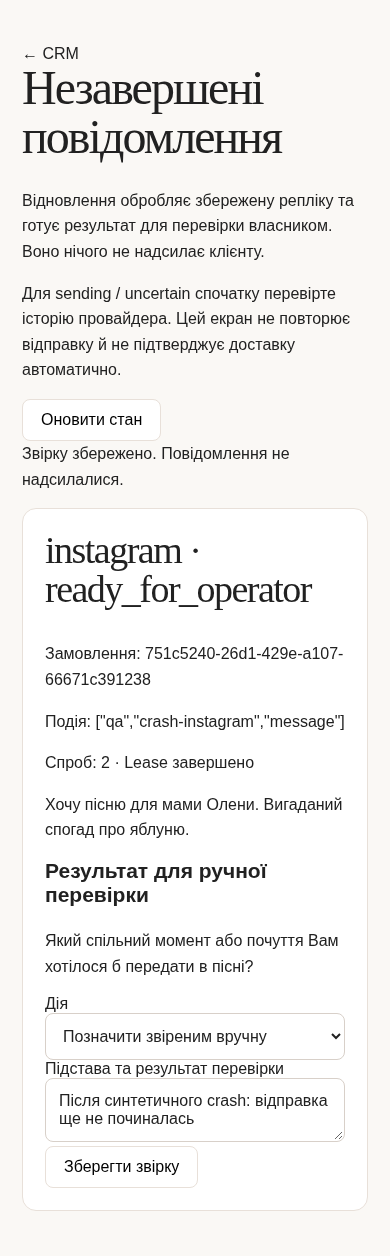 ← CRM
Незавершені
повідомлення
Відновлення обробляє збережену репліку та
готує результат для перевірки власником.
Воно нічого не надсилає клієнту.
Для sending / uncertain спочатку перевірте
історію провайдера. Цей екран не повторює
відправку й не підтверджує доставку
автоматично.
Оновити стан
Звірку збережено. Повідомлення не
надсилалися.
instagram ·
ready_for_operator
Замовлення: 751c5240-26d1-429e-a107-
66671c391238
Подія: ["qa","crash-instagram","message"]
Спроб: 2 · Lease завершено
Хочу пісню для мами Олени. Вигаданий
спогад про яблуню.
Результат для ручної
перевірки
Який спільний момент або почуття Вам
хотілося б передати в пісні?
Дія
Позначити звіреним вручну
Підстава та результат перевірки
Після синтетичного crash: відправка
ще не починалась
Зберегти звірку